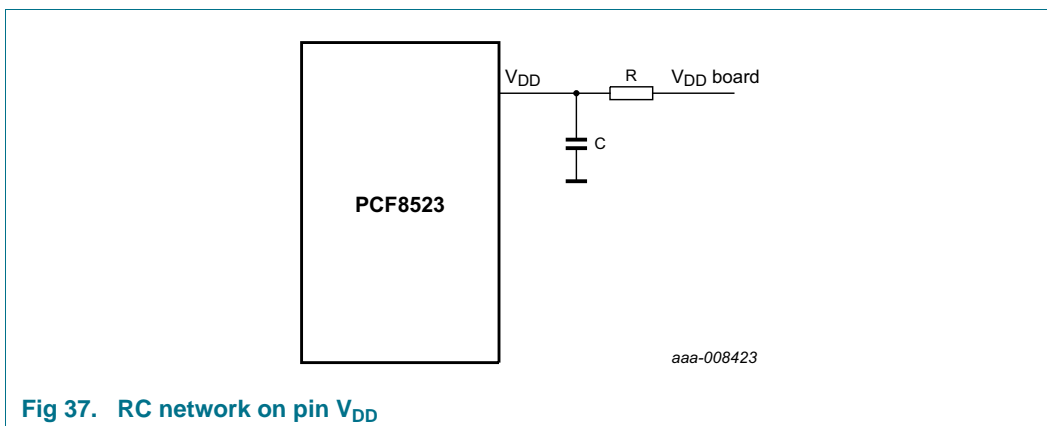 V_DD R V_DD board
C
PCF8523
aaa-008423
Fig 37. RC network on pin V_DD